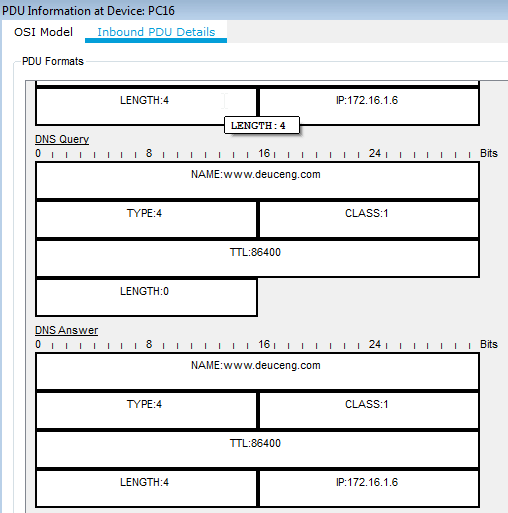 PDU Information at Device: PC16
OSI Model Inbound PDU Details
PDU Formats
LENGTH:4 IP:172.16.1.6
LENGTH:4
DNS Query
0 8 16 24 Bits
NAME:www.deuceng.com
TYPE:4 CLASS:1
TTL:86400
LENGTH:0
DNS Answer
0 8 16 24 Bits
NAME:www.deuceng.com
TYPE:4 CLASS:1
TTL:86400
LENGTH:4 IP:172.16.1.6